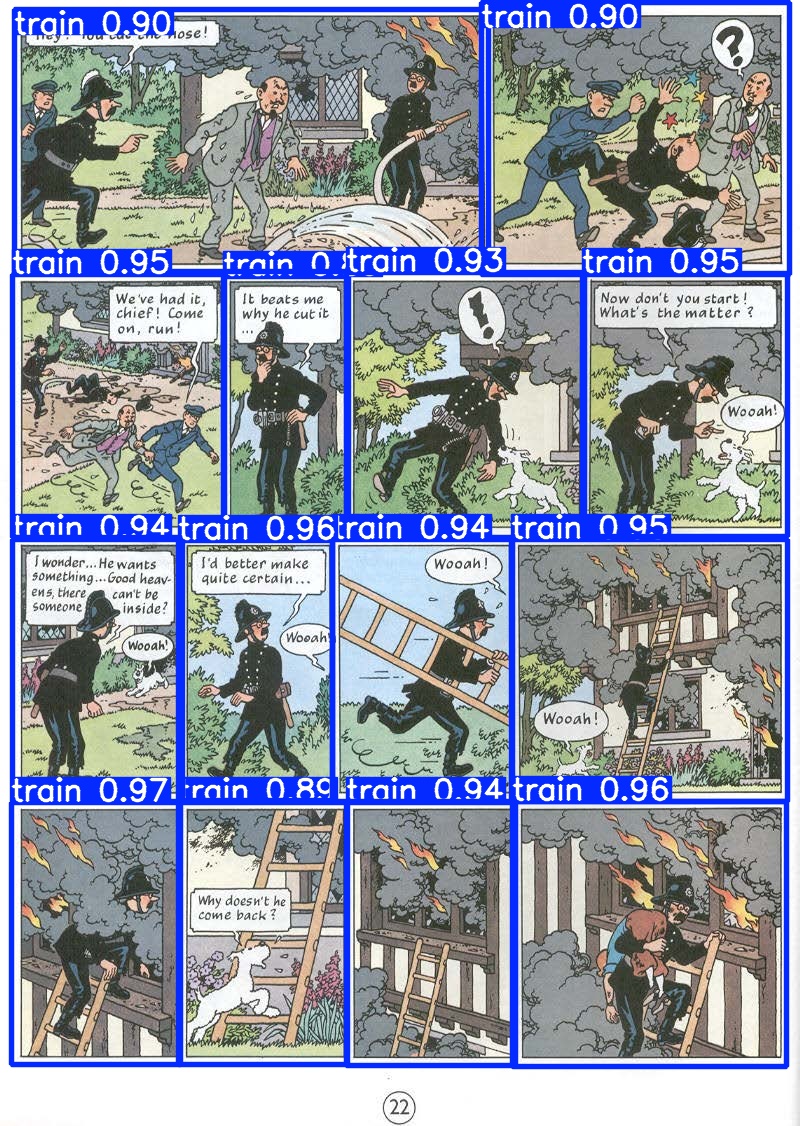 train 0.90
train 0.90
Hey! You cut the hose!
?
train 0.95
train
train 0.93
train 0.95
We've had it,
chief! Come
on, run!
It beats me
why he cut it
...
!
Now don't you start!
What's the matter?
Wooah!
train 0.94
train 0.96
train 0.94
train 0.95
I wonder... He wants
something... Good heav-
ens, there can't be
someone inside?
Wooah!
I'd better make
quite certain...
Wooah!
Wooah!
Wooah!
train 0.97
train 0.89
train 0.94
train 0.96
Why doesn't he
come back?
22